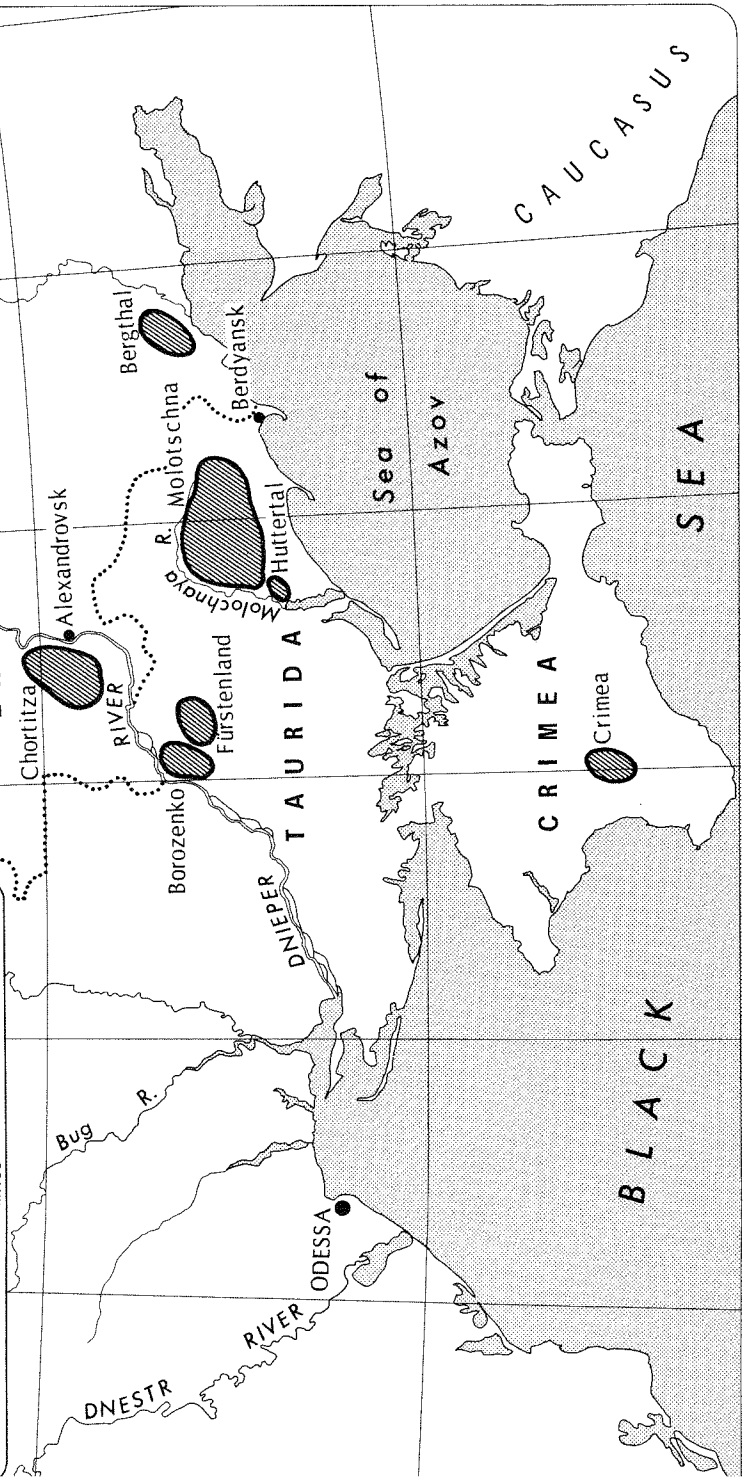 Chortitza
Alexandrovsk
Bergthal
RIVER
Molotschna
R.
Molochnaya
Berdyansk
Huttertal
Borozenko
Fürstenland
TAURIDA
DNIEPER
Bug R.
ODESSA
DNESTR RIVER
Sea of
Azov
CAUCASUS
CRIMEA
Crimea
BLACK SEA